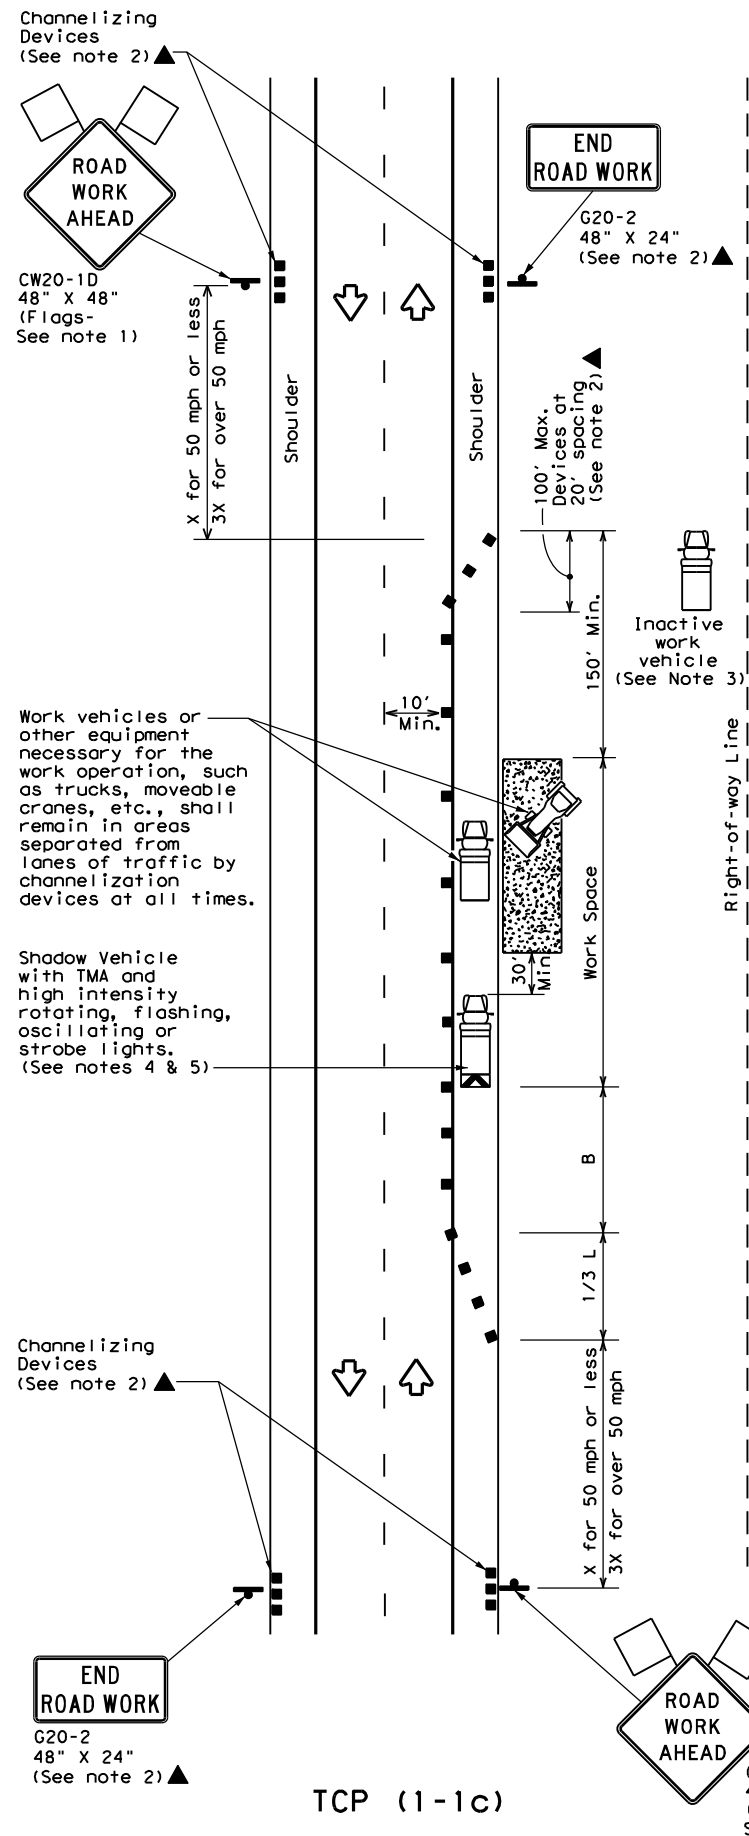 Channelizing
Devices
(See note 2)
ROAD
WORK
AHEAD
CW20-1D
48" X 48"
(Flags-
See note 1)
END
ROAD WORK
G20-2
48" X 24"
(See note 2)
X for 50 mph or less
3X for over 50 mph
Shoulder
Shoulder
100' Max.
Devices at
20' spacing
(See note 2)
150' Min.
Inactive
work
vehicle
(See Note 3)
10'
Min.
Work vehicles or
other equipment
necessary for the
work operation, such
as trucks, moveable
cranes, etc., shall
remain in areas
separated from
lanes of traffic by
channelization
devices at all times.
Right-of-way Line
Work Space
30'
Min.
Shadow Vehicle
with TMA and
high intensity
rotating, flashing,
oscillating or
strobe lights.
(See notes 4 & 5)
B
1/3 L
X for 50 mph or less
3X for over 50 mph
Channelizing
Devices
(See note 2)
END
ROAD WORK
G20-2
48" X 24"
(See note 2)
ROAD
WORK
AHEAD
TCP (1-1c)